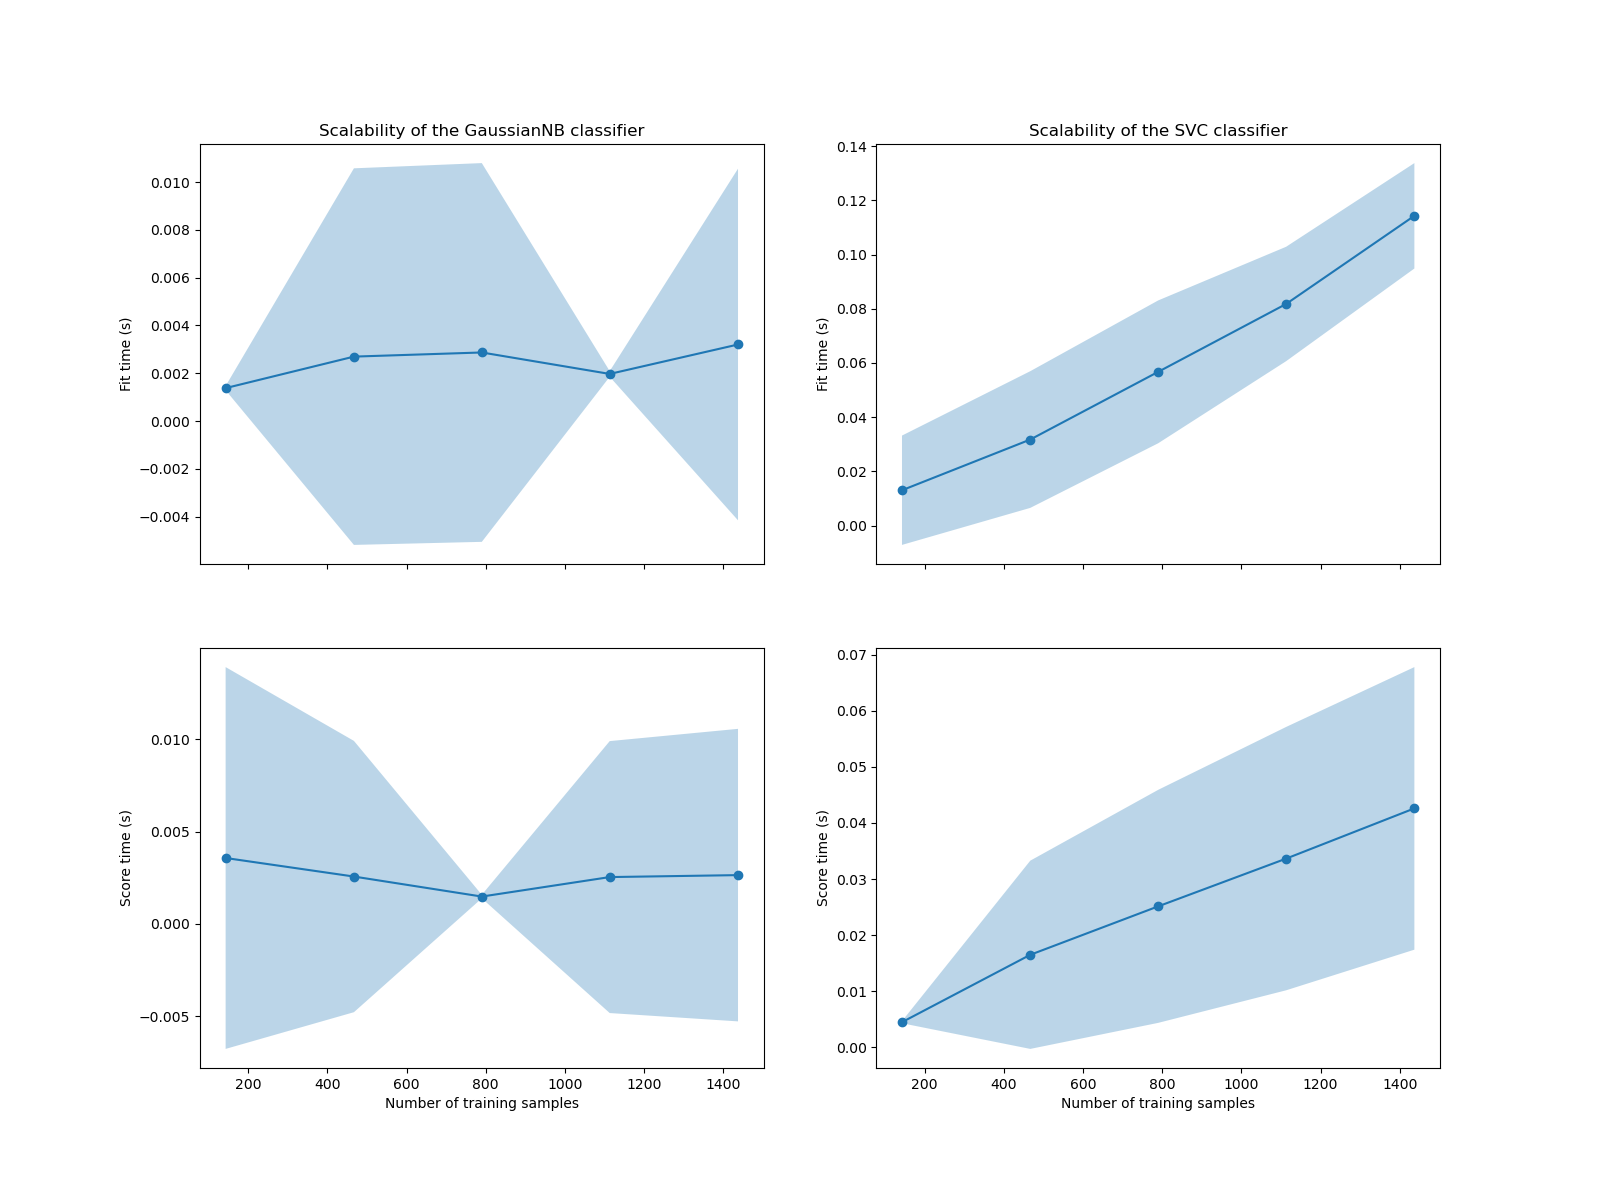 Scalability of the GaussianNB classifier
0.010
0.008
0.006
0.004
0.002
0.000
−0.002
−0.004
Fit time (s)
Scalability of the SVC classifier
0.14
0.12
0.10
0.08
0.06
0.04
0.02
0.00
Fit time (s)
0.010
0.005
0.000
−0.005
Score time (s)
200 400 600 800 1000 1200 1400
Number of training samples
0.07
0.06
0.05
0.04
0.03
0.02
0.01
0.00
Score time (s)
200 400 600 800 1000 1200 1400
Number of training samples